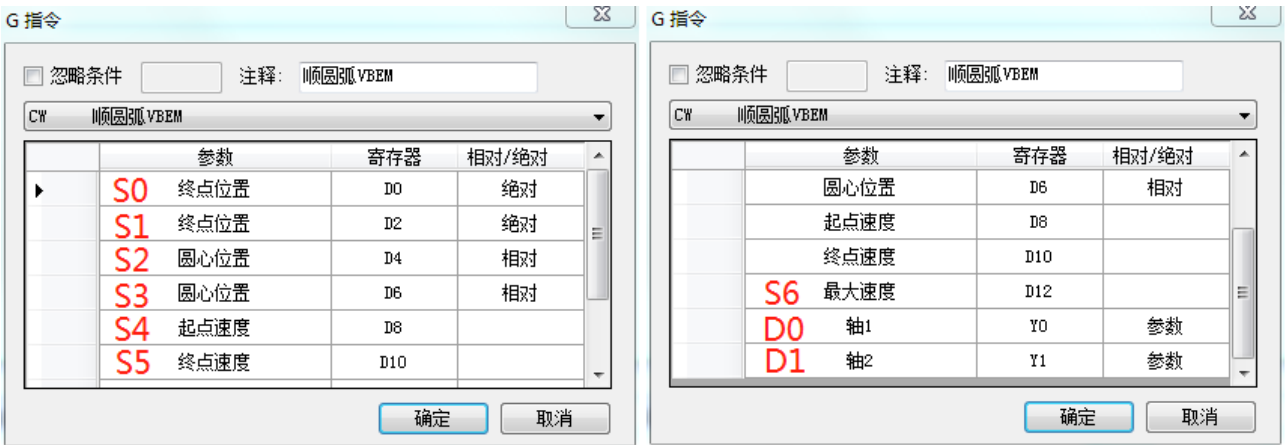 G 指令
忽略条件 注释: 顺圆弧VBEM
CW 顺圆弧VBEM
参数 寄存器 相对/绝对
S0 终点位置 D0 绝对
S1 终点位置 D2 绝对
S2 圆心位置 D4 相对
S3 圆心位置 D6 相对
S4 起点速度 D8
S5 终点速度 D10
确定 取消
G 指令
忽略条件 注释: 顺圆弧VBEM
CW 顺圆弧VBEM
参数 寄存器 相对/绝对
圆心位置 D6 相对
起点速度 D8
终点速度 D10
S6 最大速度 D12
D0 轴1 Y0 参数
D1 轴2 Y1 参数
确定 取消